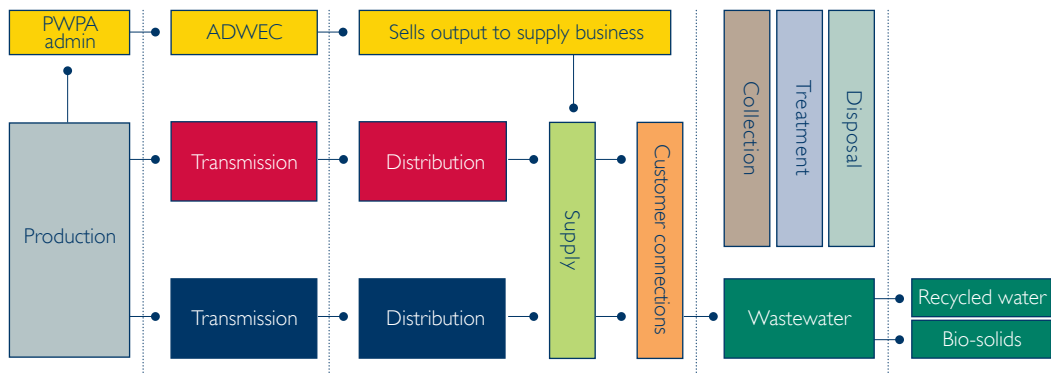 PWPA
admin
ADWEC
Sells output to supply business
Collection
Treatment
Disposal
Production
Transmission
Distribution
Supply
Customer connections
Transmission
Distribution
Wastewater
Recycled water
Bio-solids